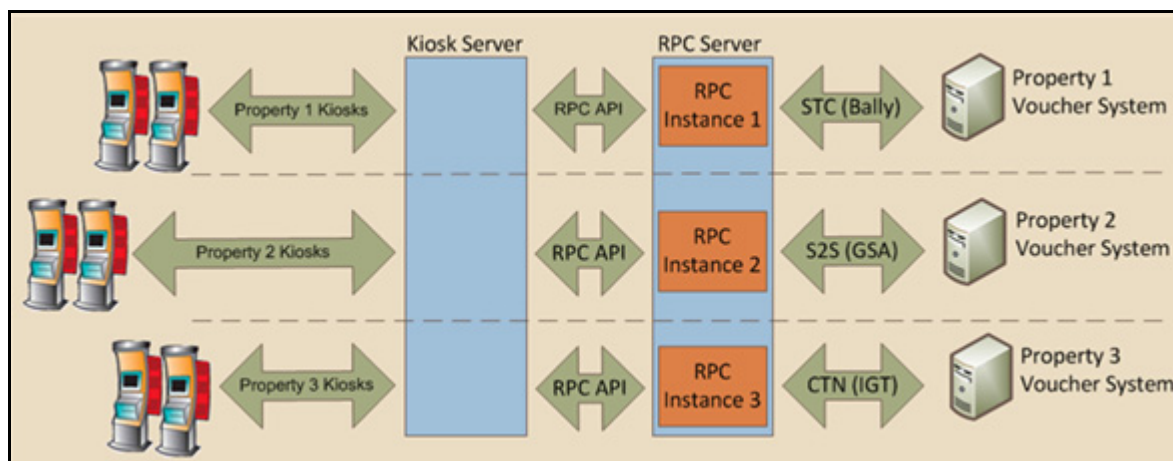 Kiosk Server
RPC Server
Property 1 Kiosks
RPC API
RPC
Instance 1
STC (Bally)
Property 1
Voucher System
Property 2 Kiosks
RPC API
RPC
Instance 2
S2S (GSA)
Property 2
Voucher System
Property 3 Kiosks
RPC API
RPC
Instance 3
CTN (IGT)
Property 3
Voucher System